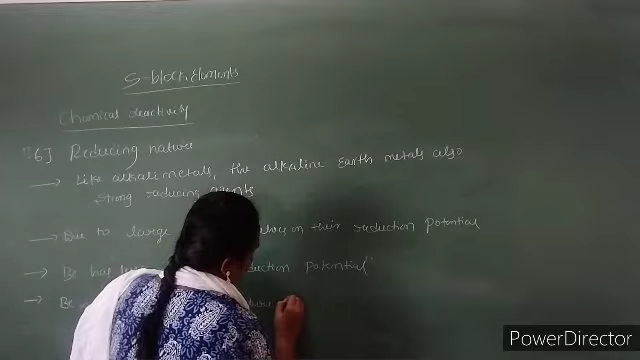 S-block Elements
Chemical reactivity
6] Reducing nature
→ Like alkali metals, the alkaline Earth metals also
strong reducing agents
→ Due to large in their reduction potential
→ Be has potential
→ Be
PowerDirector